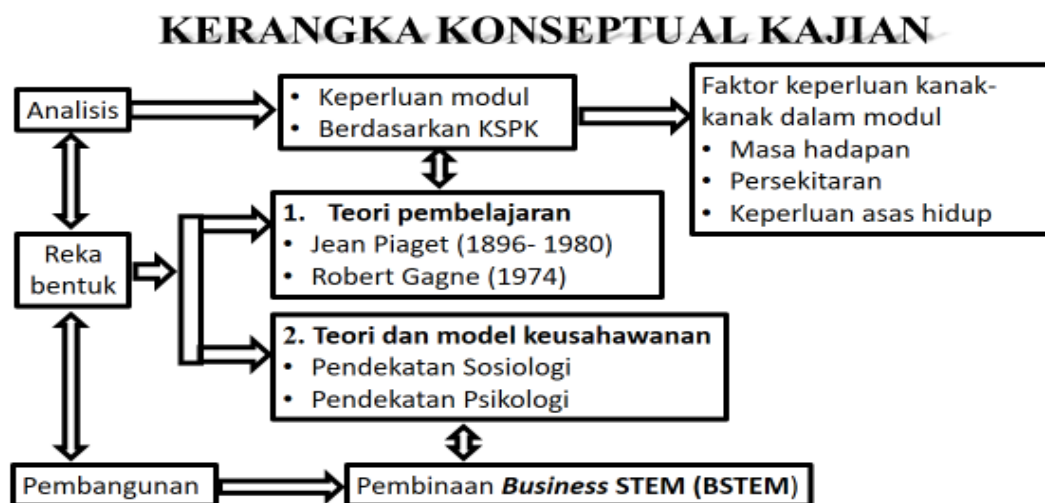 KERANGKA KONSEPTUAL KAJIAN
Analisis
• Keperluan modul
• Berdasarkan KSPK
Faktor keperluan kanak-
kanak dalam modul
• Masa hadapan
• Persekitaran
• Keperluan asas hidup
Reka
bentuk
1. Teori pembelajaran
• Jean Piaget (1896- 1980)
• Robert Gagne (1974)
2. Teori dan model keusahawanan
• Pendekatan Sosiologi
• Pendekatan Psikologi
Pembangunan
Pembinaan Business STEM (BSTEM)